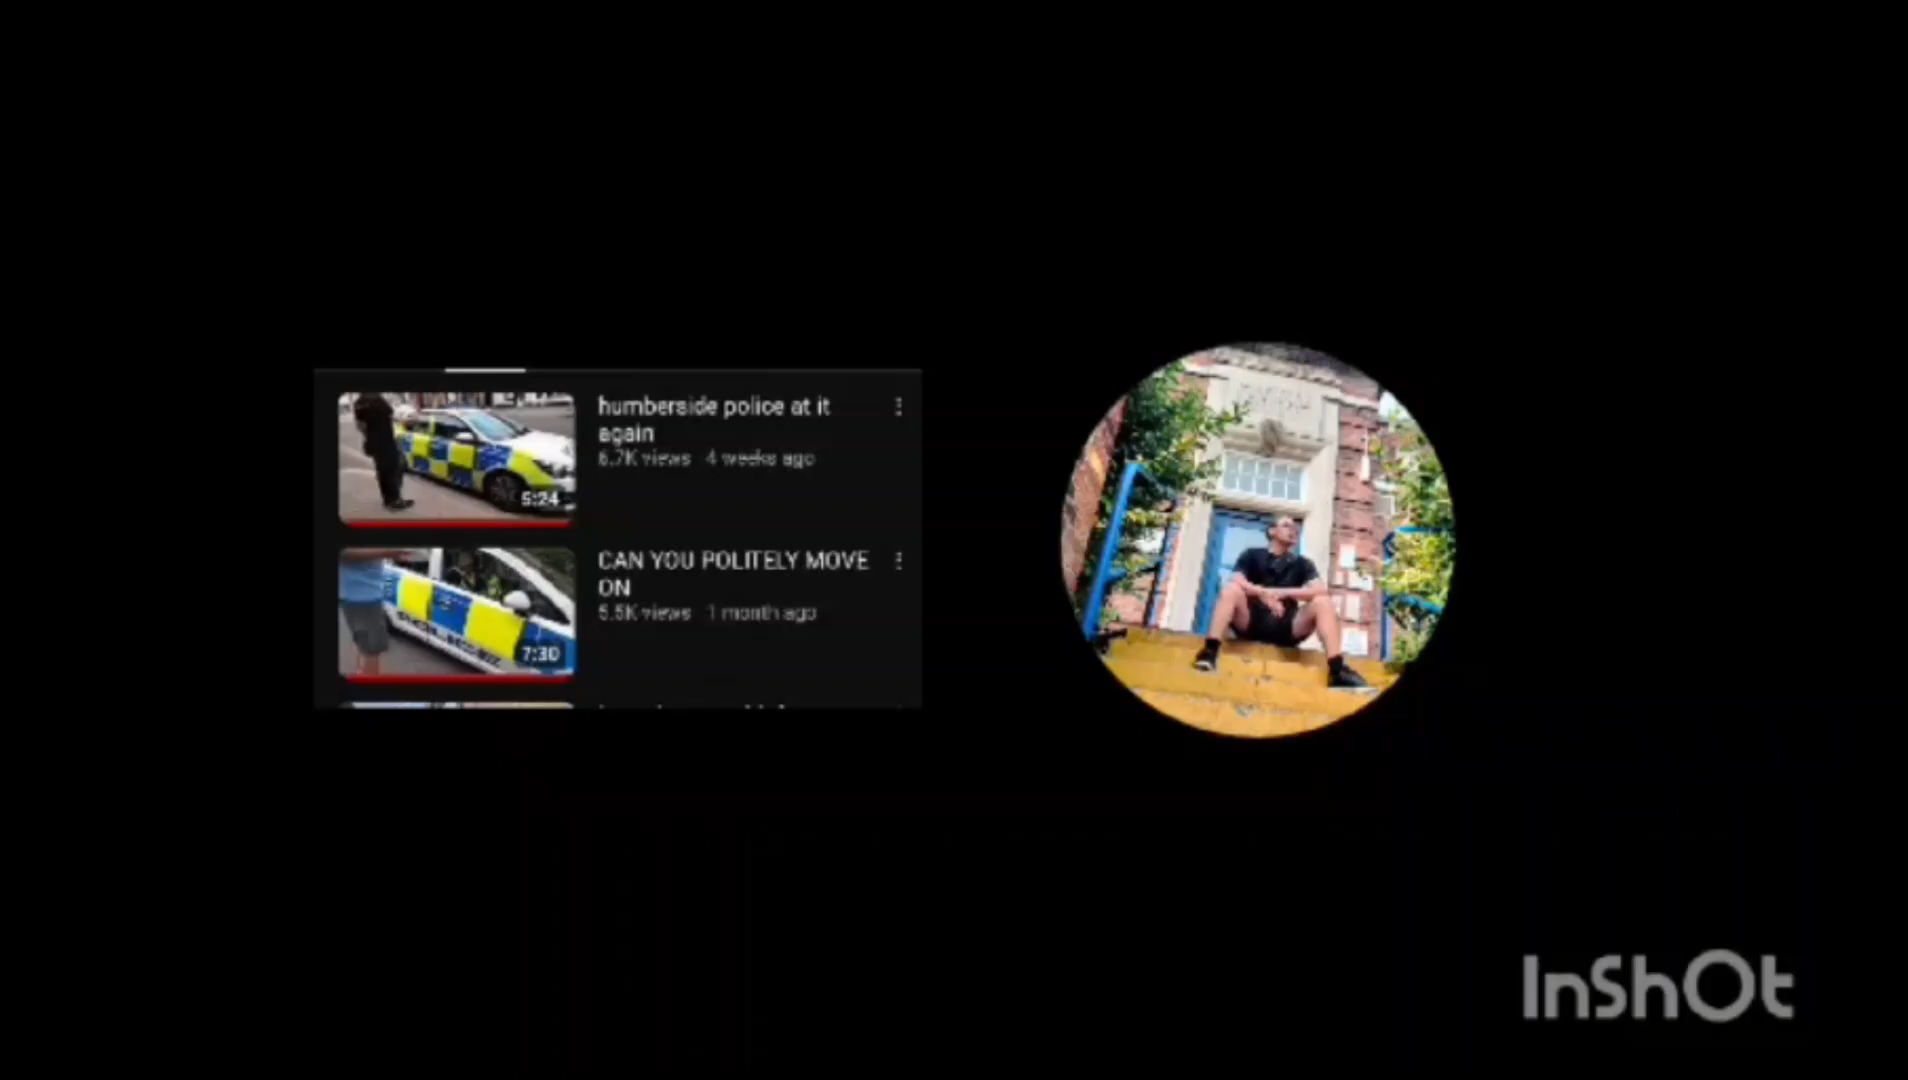 humberside police at it
again
6.7K views 4 weeks ago
5:24
CAN YOU POLITELY MOVE
ON
5.5K views 1 month ago
7:30
InShOt